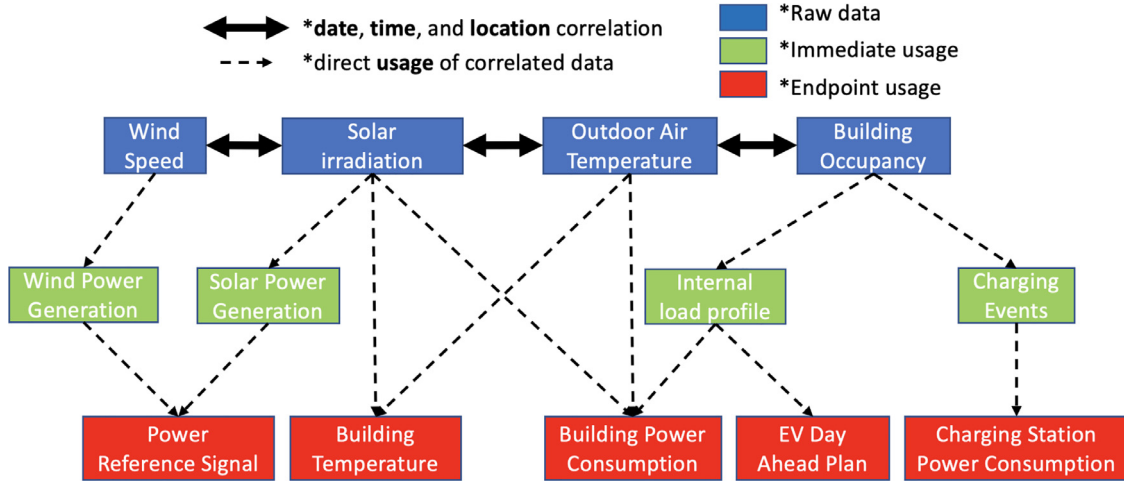 *date, time, and location correlation
*direct usage of correlated data
*Raw data
*Immediate usage
*Endpoint usage
Wind
Speed
Solar
irradiation
Outdoor Air
Temperature
Building
Occupancy
Wind Power
Generation
Solar Power
Generation
Internal
load profile
Charging
Events
Power
Reference Signal
Building
Temperature
Building Power
Consumption
EV Day
Ahead Plan
Charging Station
Power Consumption